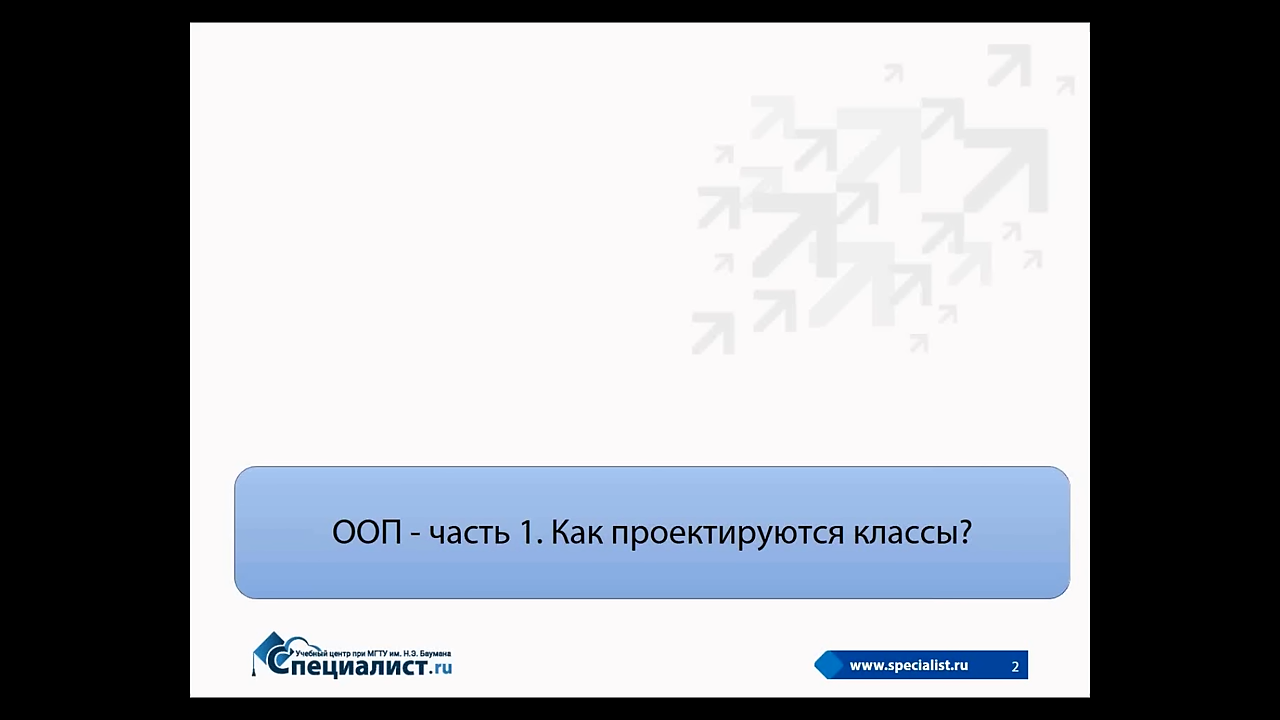 ООП - часть 1. Как проектируются классы?
Учебный центр при МГТУ им. Н.Э. Баумана
Специалист.ru
www.specialist.ru
2